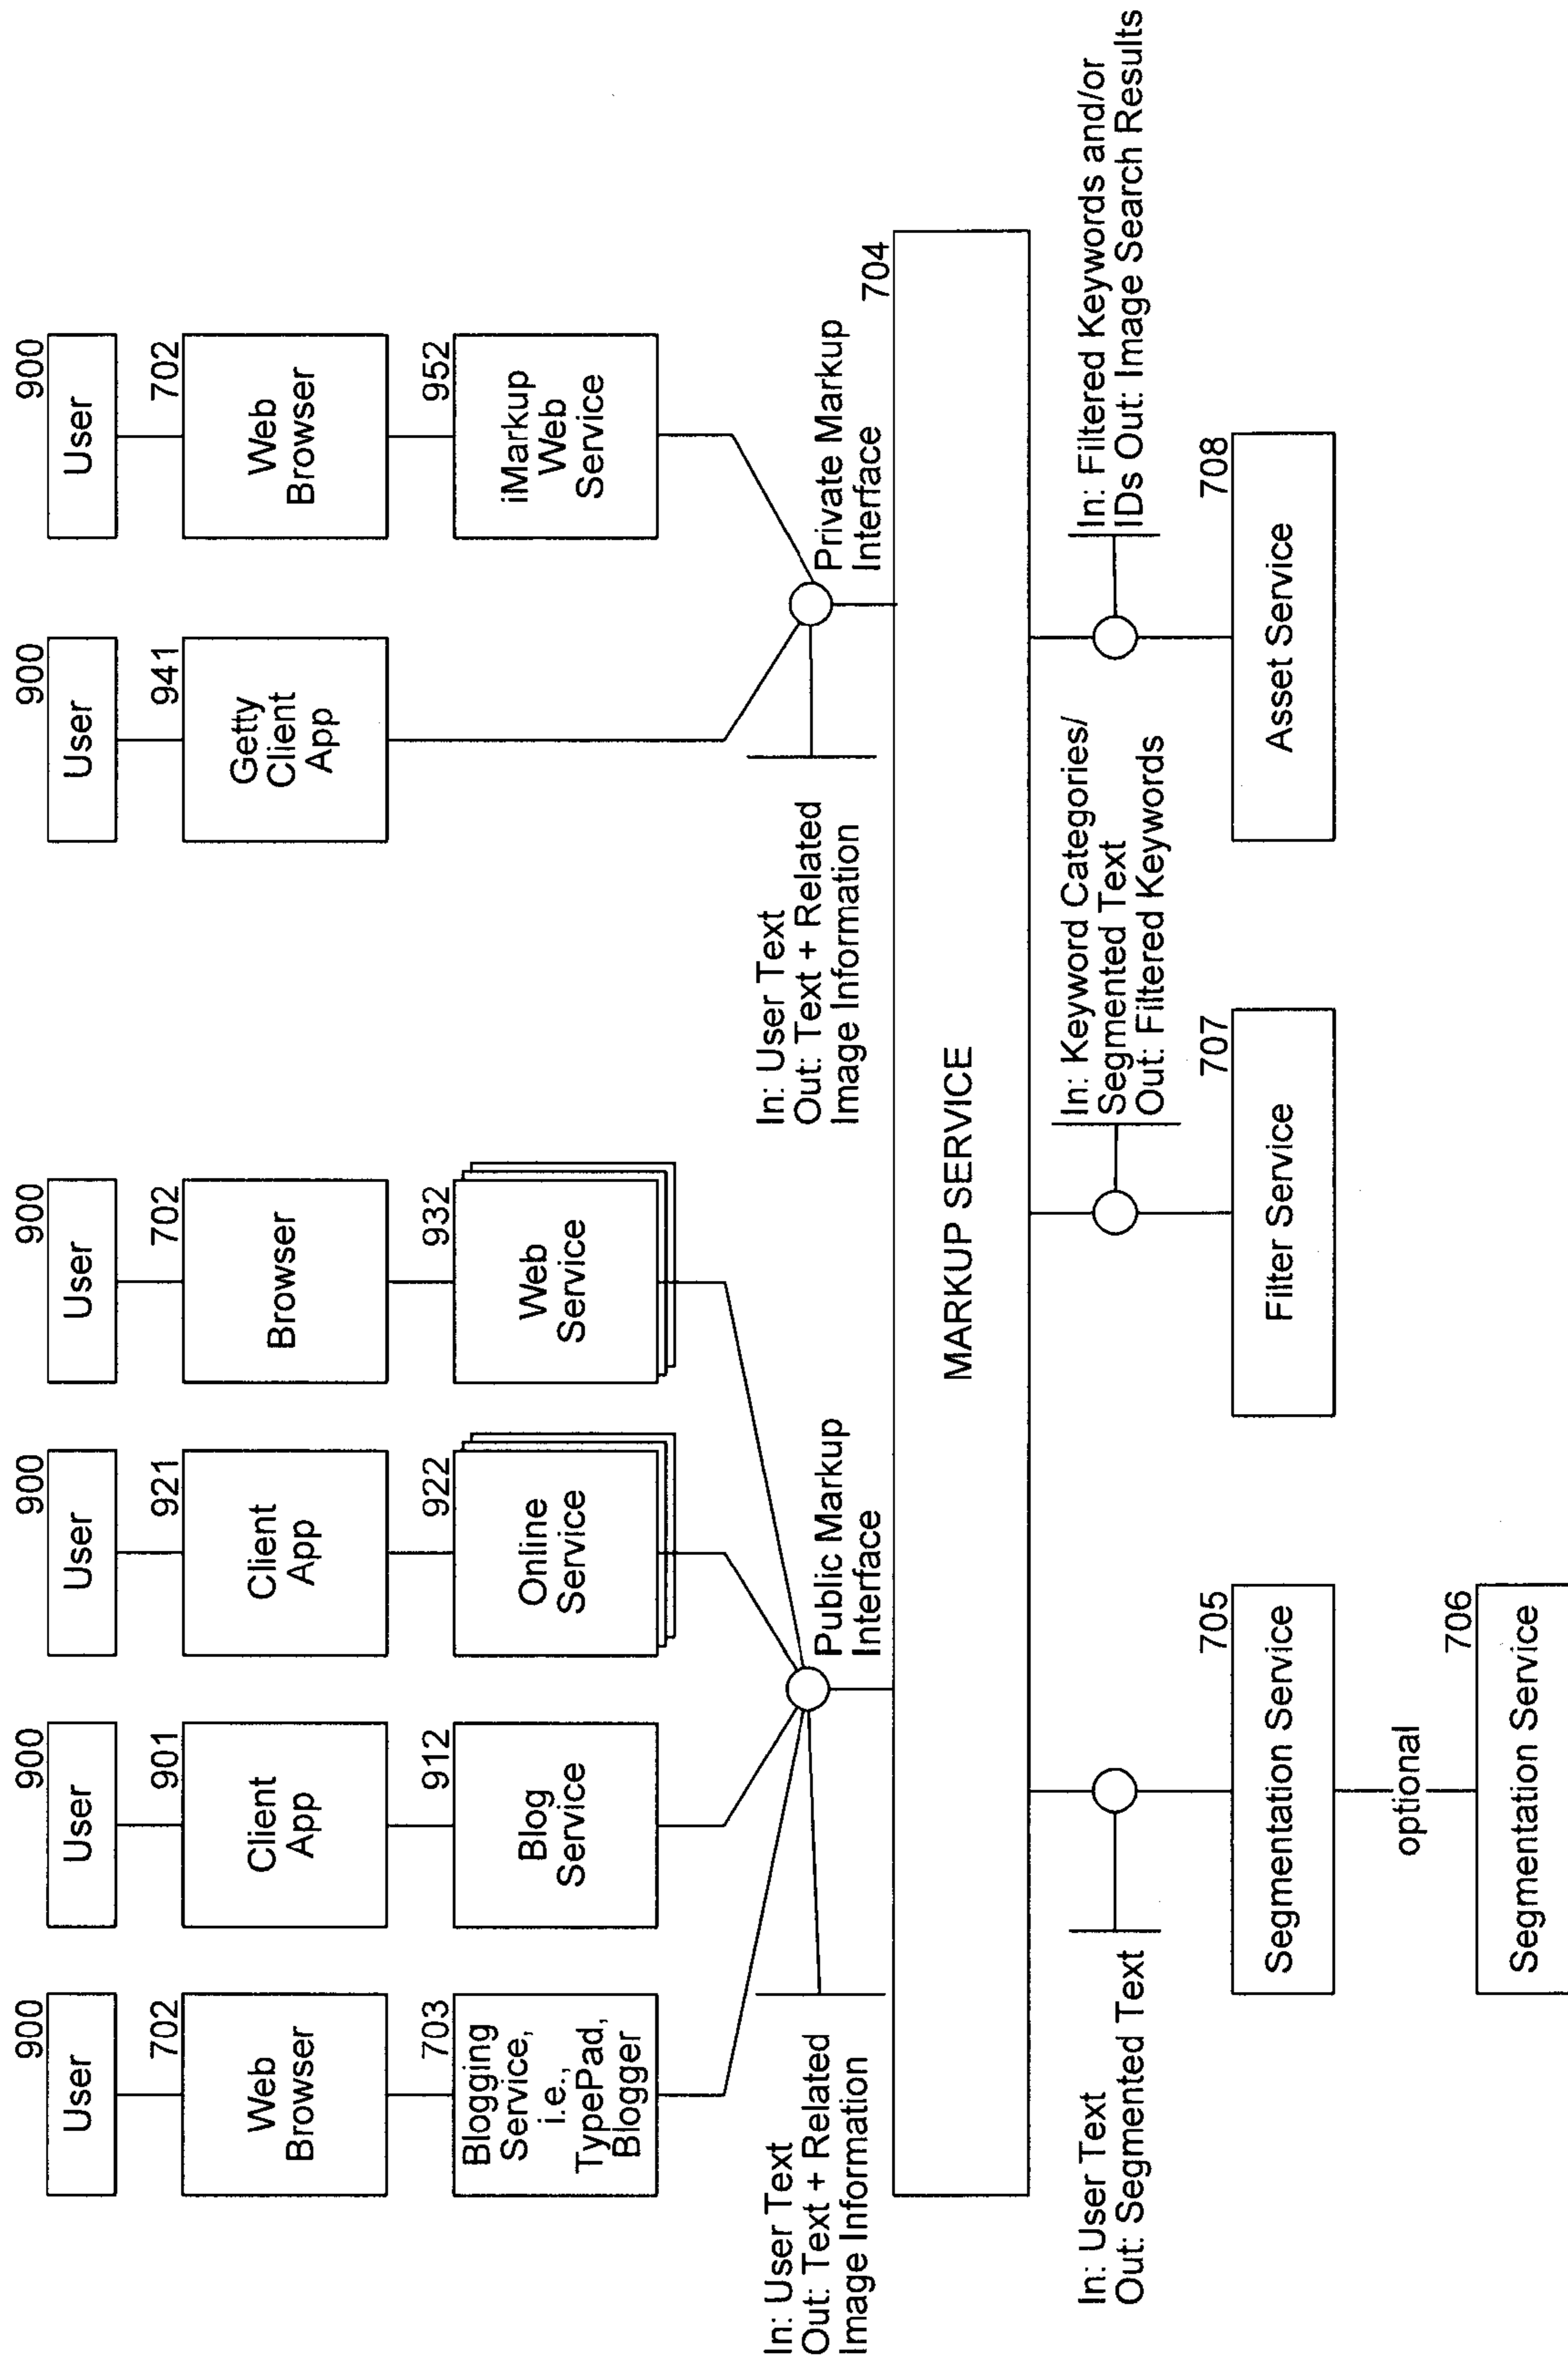 900
User
702
Web
Browser
703
Blogging
Service,
i.e.,
TypePad,
Blogger
900
User
901
Client
App
912
Blog
Service
900
User
921
Client
App
922
Online
Service
900
User
702
Browser
932
Web
Service
900
User
941
Getty
Client
App
900
User
702
Web
Browser
952
iMarkup
Web
Service
In: User Text
Out: Text + Related
Image Information
Public Markup
Interface
In: User Text
Out: Text + Related
Image Information
Private Markup
Interface
704
MARKUP SERVICE
In: User Text
Out: Segmented Text
705
Segmentation Service
optional
706
Segmentation Service
In: Keyword Categories/
Segmented Text
Out: Filtered Keywords
707
Filter Service
In: Filtered Keywords and/or
IDs Out: Image Search Results
708
Asset Service